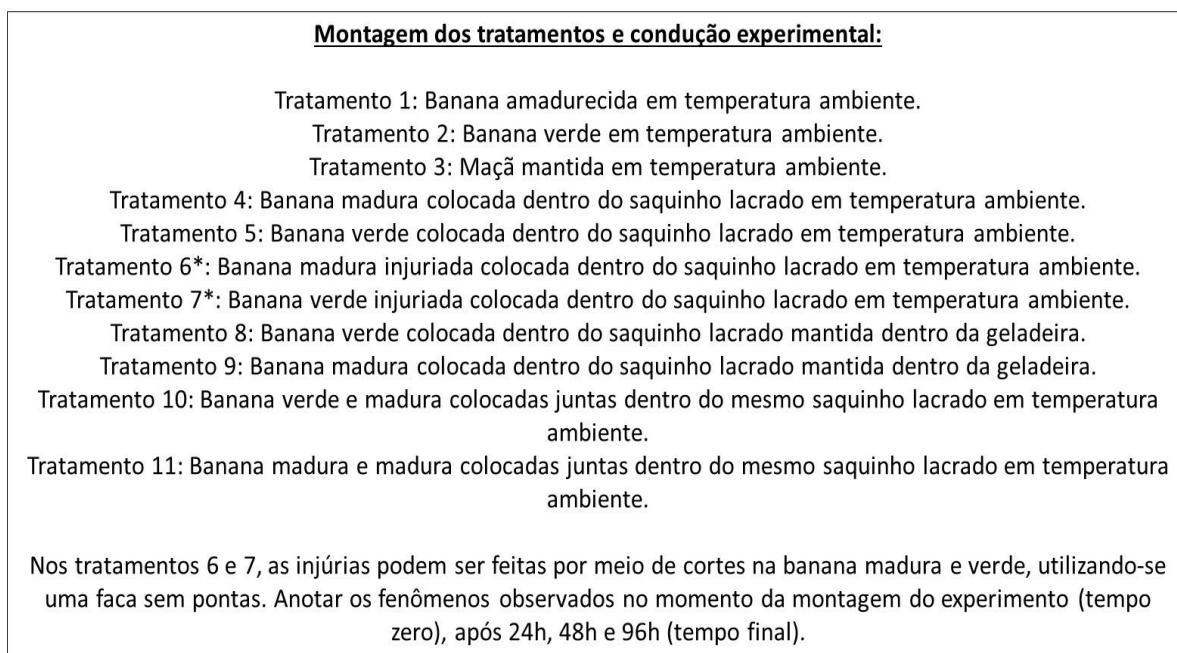 Montagem dos tratamentos e condução experimental:
Tratamento 1: Banana amadurecida em temperatura ambiente.
Tratamento 2: Banana verde em temperatura ambiente.
Tratamento 3: Maçã mantida em temperatura ambiente.
Tratamento 4: Banana madura colocada dentro do saquinho lacrado em temperatura ambiente.
Tratamento 5: Banana verde colocada dentro do saquinho lacrado em temperatura ambiente.
Tratamento 6*: Banana madura injuriada colocada dentro do saquinho lacrado em temperatura ambiente.
Tratamento 7*: Banana verde injuriada colocada dentro do saquinho lacrado em temperatura ambiente.
Tratamento 8: Banana verde colocada dentro do saquinho lacrado mantida dentro da geladeira.
Tratamento 9: Banana madura colocada dentro do saquinho lacrado mantida dentro da geladeira.
Tratamento 10: Banana verde e madura colocadas juntas dentro do mesmo saquinho lacrado em temperatura
ambiente.
Tratamento 11: Banana madura e madura colocadas juntas dentro do mesmo saquinho lacrado em temperatura
ambiente.
Nos tratamentos 6 e 7, as injúrias podem ser feitas por meio de cortes na banana madura e verde, utilizando-se
uma faca sem pontas. Anotar os fenômenos observados no momento da montagem do experimento (tempo
zero), após 24h, 48h e 96h (tempo final).